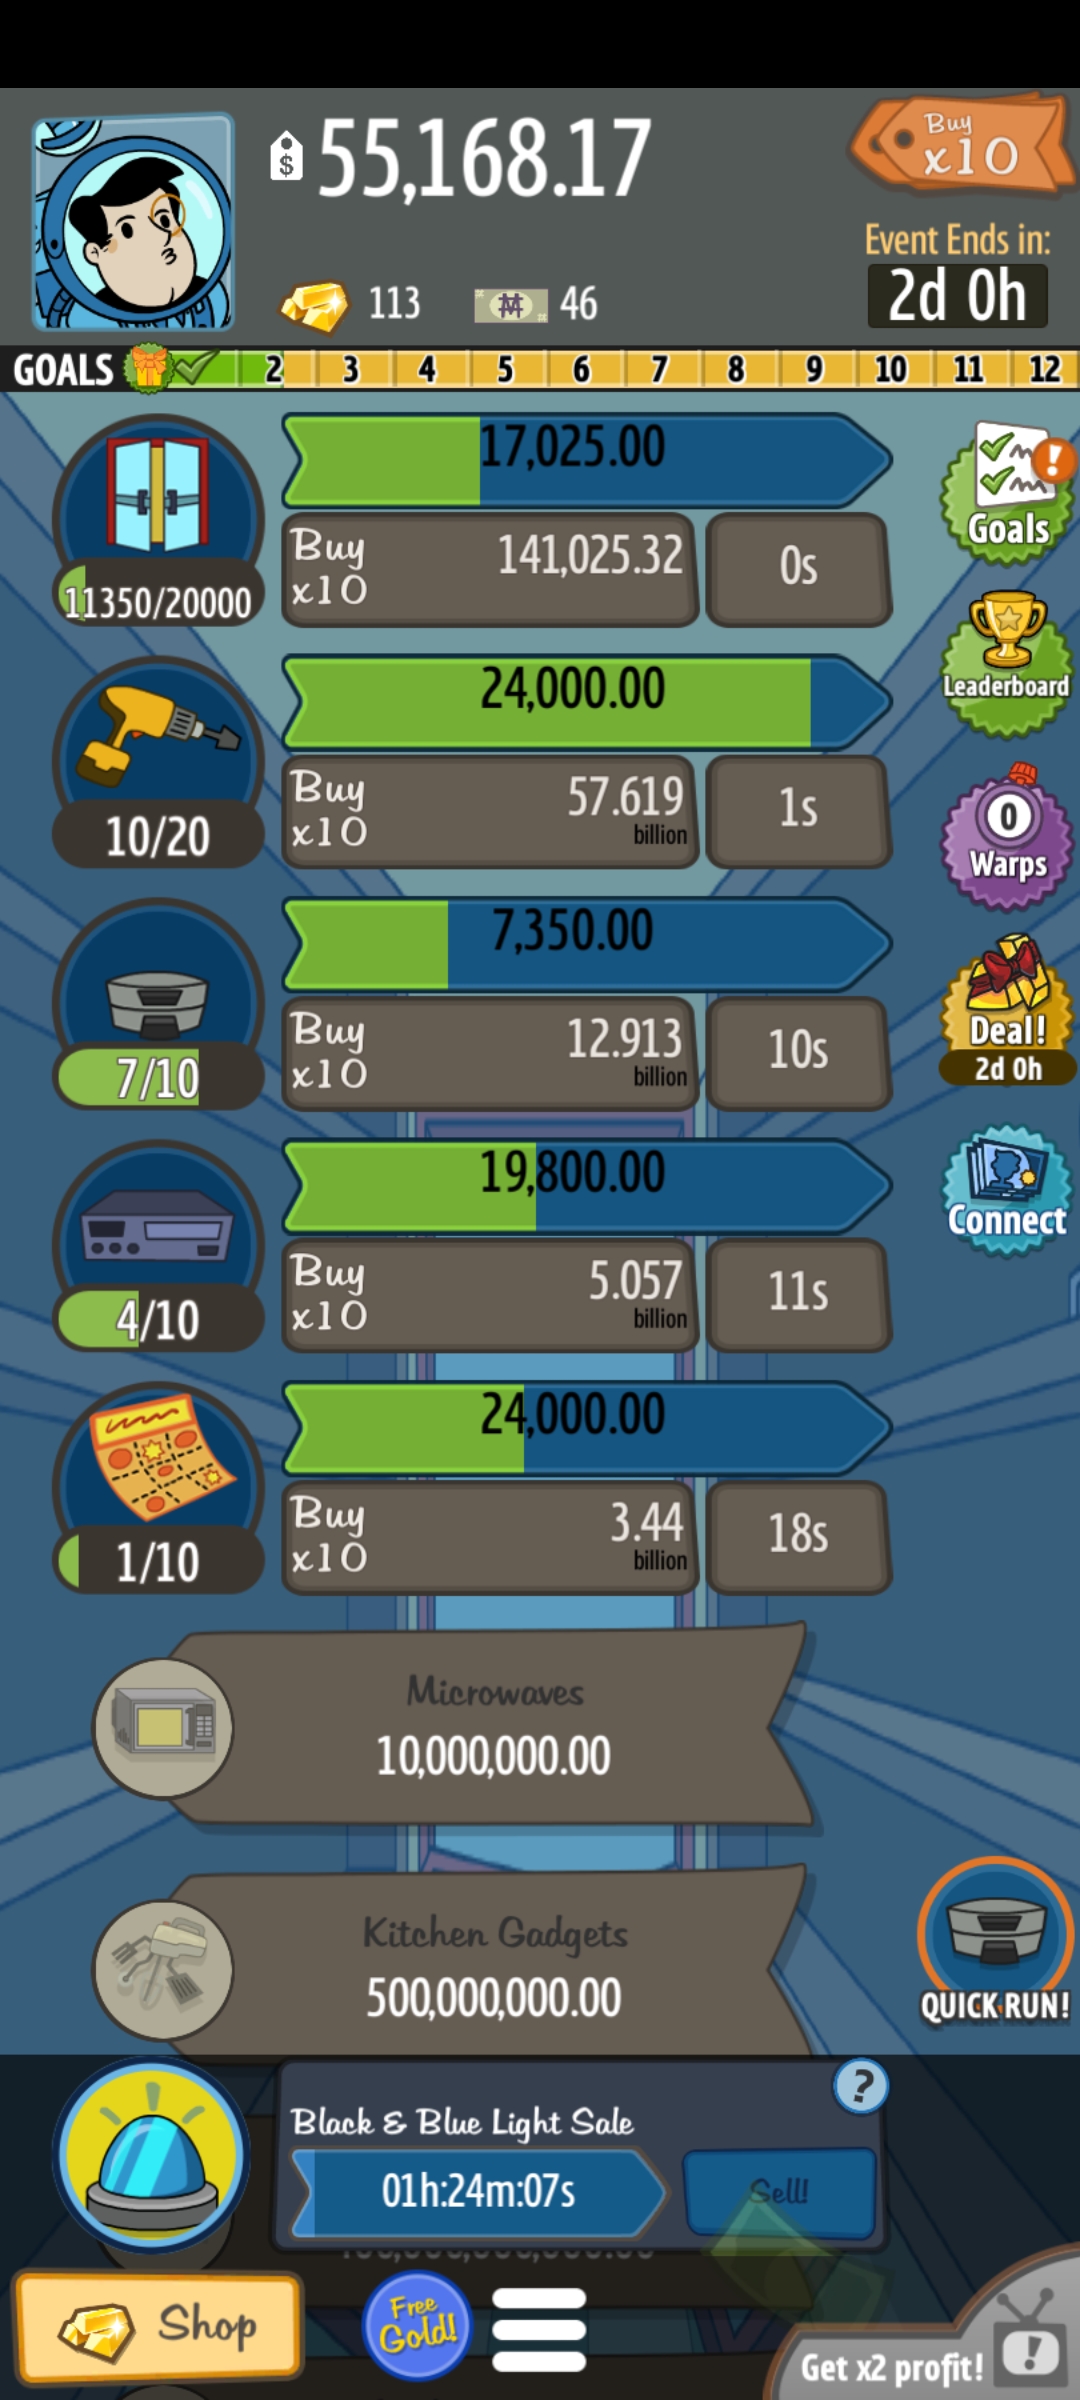 55,168.17
Buy
x10
Event Ends in:
2d 0h
113
46
GOALS 2 3 4 5 6 7 8 9 10 11 12
17,025.00
Buy
x10
141,025.32
0s
11350/20000
Goals
24,000.00
Buy
x10
57.619
billion
1s
10/20
Leaderboard
0
Warps
7,350.00
Buy
x10
12.913
billion
10s
7/10
Deal!
2d 0h
19,800.00
Buy
x10
5.057
billion
11s
4/10
Connect
24,000.00
Buy
x10
3.44
billion
18s
1/10
Microwaves
10,000,000.00
Kitchen Gadgets
500,000,000.00
QUICK RUN!
Black & Blue Light Sale
?
01h:24m:07s
Sell!
Shop
Free
Gold!
Get x2 profit!